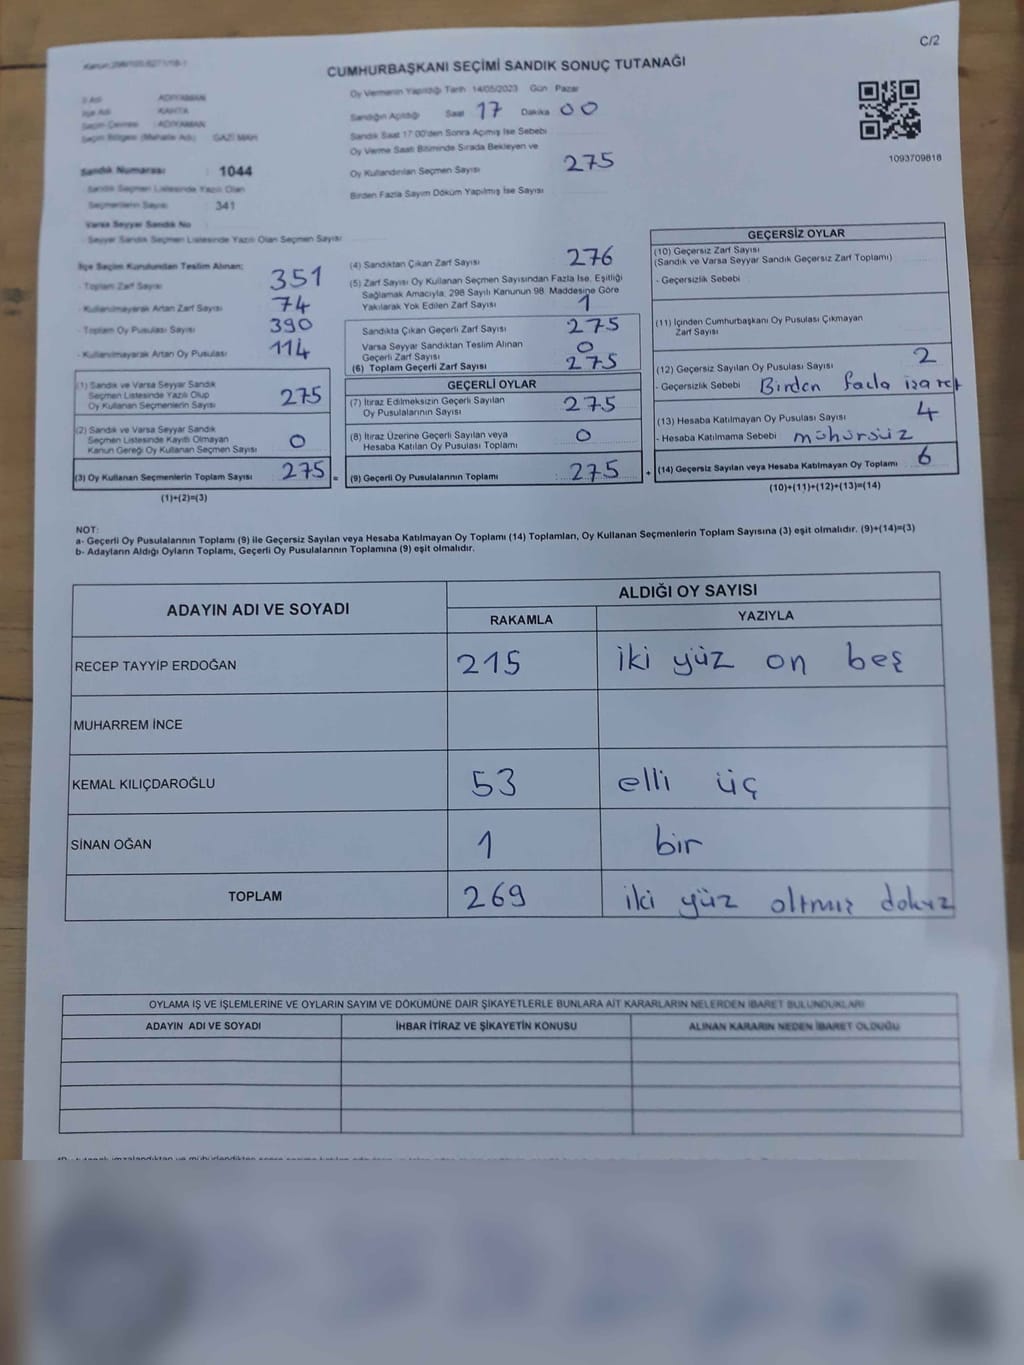 C/2
CUMHURBAŞKANI SEÇİMİ SANDIK SONUÇ TUTANAĞI
İl Adı ADIYAMAN
İlçe Adı KAHTA
Seçim Çevresi ADIYAMAN
Seçim Bölgesi (Mahalle Adı) GAZİ MAH
Sandık Numarası : 1044
Sandık Seçmen Listesinde Yazılı Olan
Seçmenlerin Sayısı : 341
Varsa Seyyar Sandık No
Seyyar Sandık Seçmen Listesinde Yazılı Olan Seçmen Sayısı
Oy Vermenin Yapıldığı Tarih 14/05/2023 Gün Pazar
Sandığın Açıldığı Saat 17 Dakika 00
Sandık Saat 17:00'den Sonra Açımış İse Sebebi
Oy Verme Saati Bitiminde Sırada Bekleyen ve
Oy Kullandırılan Seçmen Sayısı 275
Birden Fazla Sayım Döküm Yapılmış İse Sayısı
1093709818
İlçe Seçim Kurulundan Teslim Alınan;
- Toplam Zarf Sayısı 351
- Kullanılmayarak Artan Zarf Sayısı 74
- Toplam Oy Pusulası Sayısı 390
- Kullanılmayarak Artan Oy Pusulası 114
(1) Sandık ve Varsa Seyyar Sandık
Seçmen Listesinde Yazılı Olup
Oy Kullanan Seçmenlerin Sayısı 275
(2) Sandık ve Varsa Seyyar Sandık
Seçmen Listesinde Kayıtlı Olmayan
Kanun Gereği Oy Kullanan Seçmen Sayısı 0
(3) Oy Kullanan Seçmenlerin Toplam Sayısı 275 =
(1)+(2)=(3)
(4) Sandıktan Çıkan Zarf Sayısı 276
(5) Zarf Sayısı Oy Kullanan Seçmen Sayısından Fazla İse, Eşitliği
Sağlamak Amacıyla; 298 Sayılı Kanunun 98. Maddesine Göre
Yakılarak Yok Edilen Zarf Sayısı 1
Sandıkta Çıkan Geçerli Zarf Sayısı 275
Varsa Seyyar Sandıktan Teslim Alınan
Geçerli Zarf Sayısı 0
(6) Toplam Geçerli Zarf Sayısı 275
GEÇERLİ OYLAR
(7) İtiraz Edilmeksizin Geçerli Sayılan
Oy Pusulalarının Sayısı 275
(8) İtiraz Üzerine Geçerli Sayılan veya
Hesaba Katılan Oy Pusulası Toplamı 0
(9) Geçerli Oy Pusulalarının Toplamı 275 +
GEÇERSİZ OYLAR
(10) Geçersiz Zarf Sayısı
(Sandık ve Varsa Seyyar Sandık Geçersiz Zarf Toplamı)
- Geçersizlik Sebebi
(11) İçinden Cumhurbaşkanı Oy Pusulası Çıkmayan
Zarf Sayısı
(12) Geçersiz Sayılan Oy Pusulası Sayısı 2
- Geçersizlik Sebebi Birden fazla işaret
(13) Hesaba Katılmayan Oy Pusulası Sayısı 4
- Hesaba Katılmama Sebebi mühürsüz
(14) Geçersiz Sayılan veya Hesaba Katılmayan Oy Toplamı 6
(10)+(11)+(12)+(13)=(14)
NOT:
a- Geçerli Oy Pusulalarının Toplamı (9) ile Geçersiz Sayılan veya Hesaba Katılmayan Oy Toplamı (14) Toplamları, Oy Kullanan Seçmenlerin Toplam Sayısına (3) eşit olmalıdır. (9)+(14)=(3)
b- Adayların Aldığı Oyların Toplamı, Geçerli Oy Pusulalarının Toplamına (9) eşit olmalıdır.
ADAYIN ADI VE SOYADI ALDIĞI OY SAYISI
RAKAMLA YAZIYLA
RECEP TAYYİP ERDOĞAN 215 iki yüz on beş
MUHARREM İNCE
KEMAL KILIÇDAROĞLU 53 elli üç
SİNAN OĞAN 1 bir
TOPLAM 269 iki yüz altmış dokuz
OYLAMA İŞ VE İŞLEMLERİNE VE OYLARIN SAYIM VE DÖKÜMÜNE DAİR ŞİKAYETLERLE BUNLARA AİT KARARLARIN NELERDEN İBARET BULUNDUKLARI
ADAYIN ADI VE SOYADI İHBAR İTİRAZ VE ŞİKAYETİN KONUSU ALINAN KARARIN NEDEN İBARET OLDUĞU